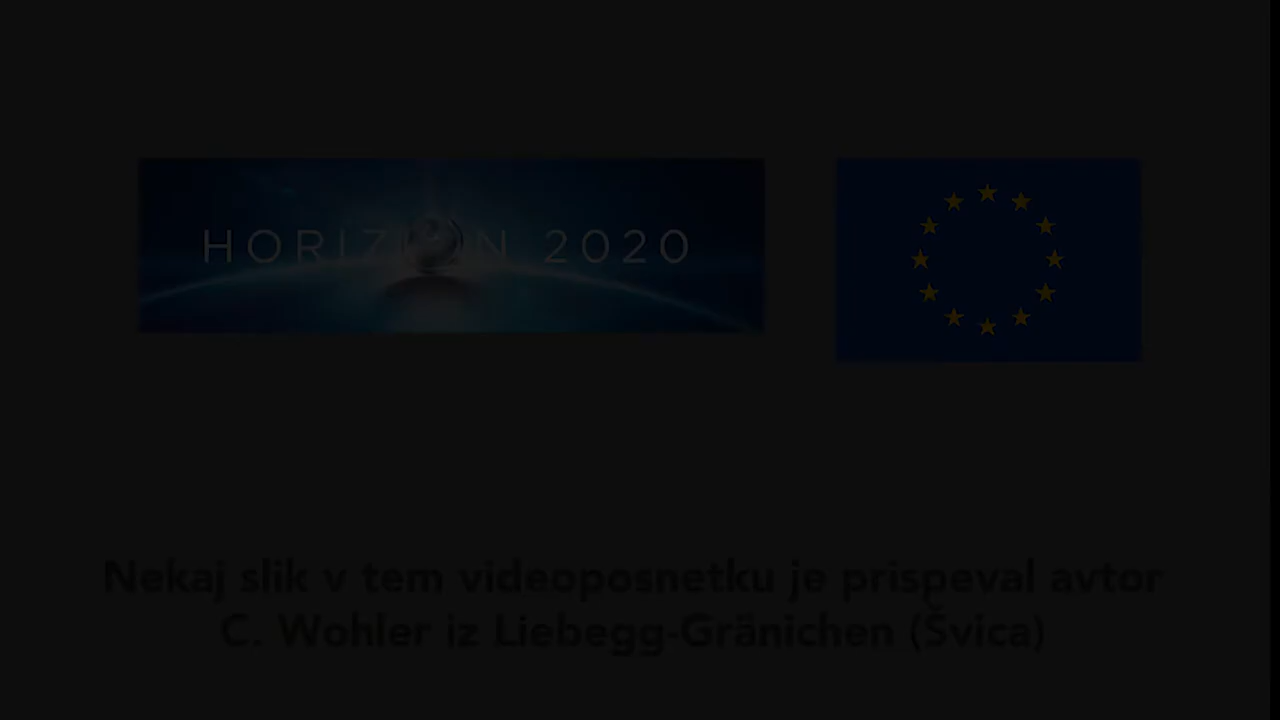 HORIZON 2020
Nekaj slik v tem videoposnetku je prispeval avtor
C. Wohler iz Liebegg-Gränichen (Švica)